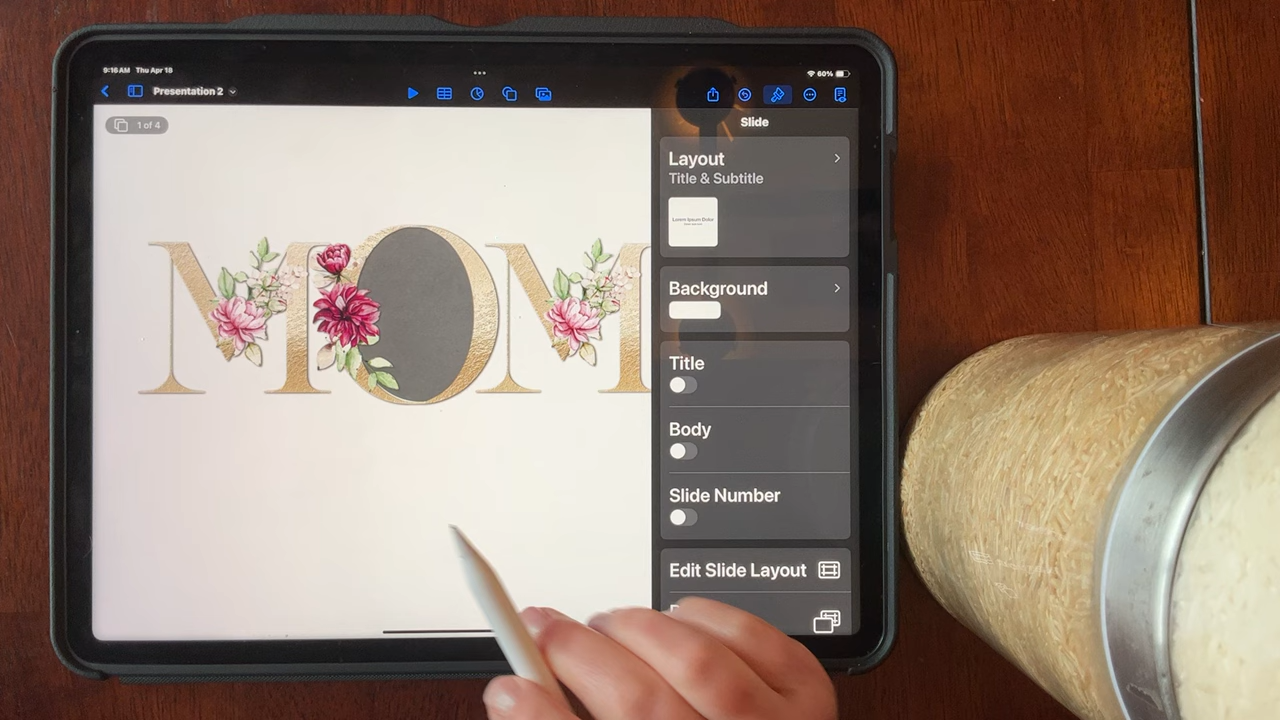 9:16 AM Thu Apr 18
60%
Presentation 2
1 of 4
MOM
Slide
Layout
Title & Subtitle
Lorem Ipsum Dolor
Background
Title
Body
Slide Number
Edit Slide Layout